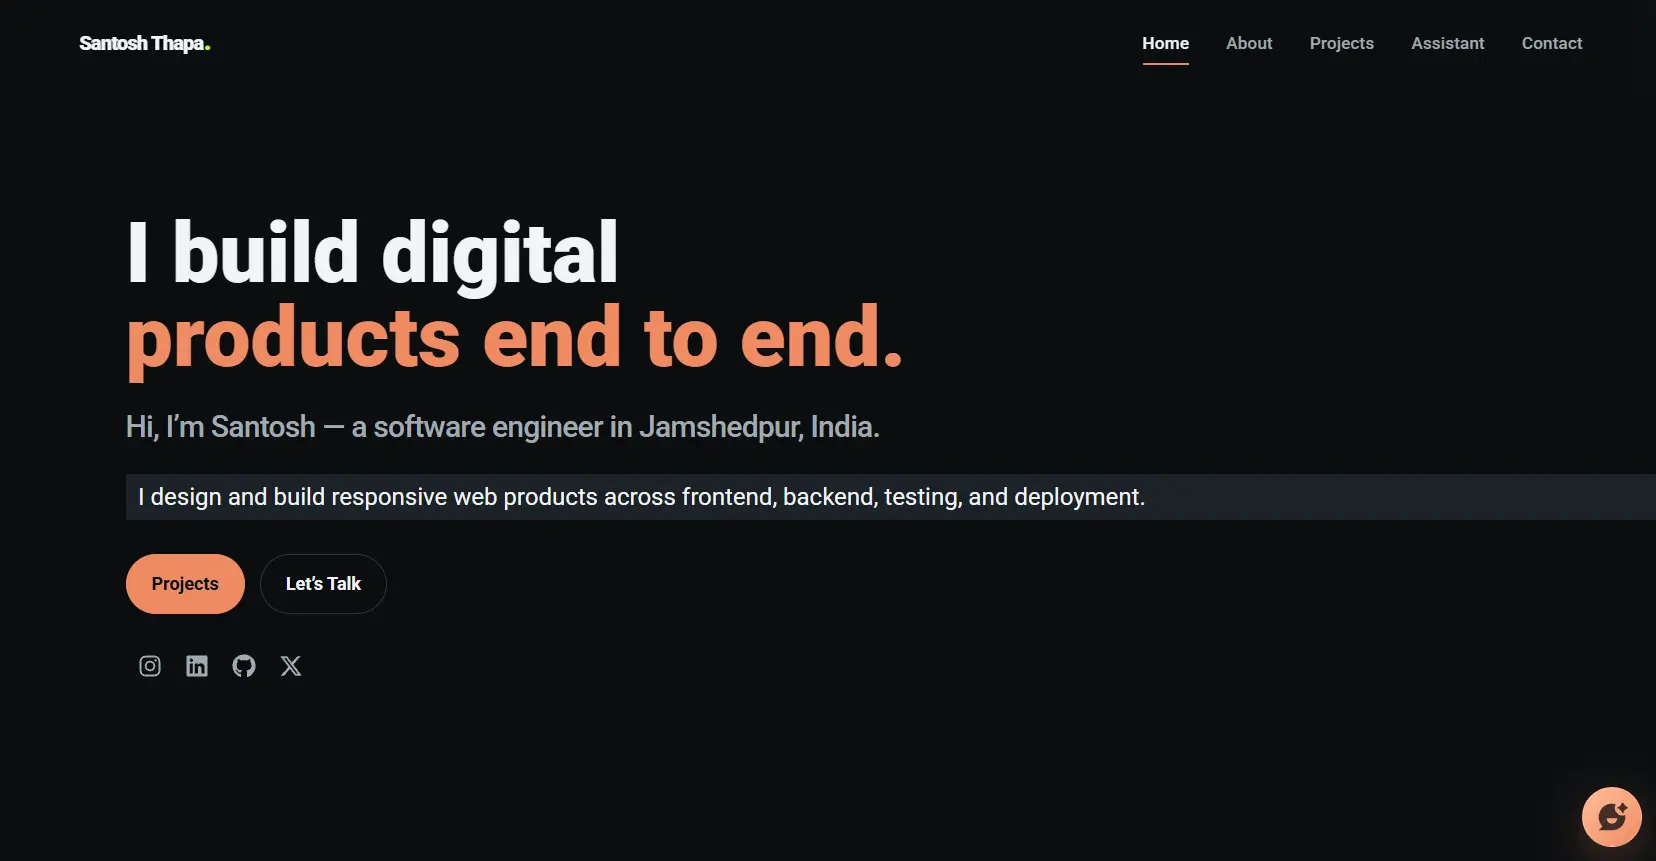 Santosh Thapa.
Home About Projects Assistant Contact
I build digital
products end to end.
Hi, I’m Santosh — a software engineer in Jamshedpur, India.
I design and build responsive web products across frontend, backend, testing, and deployment.
Projects Let’s Talk